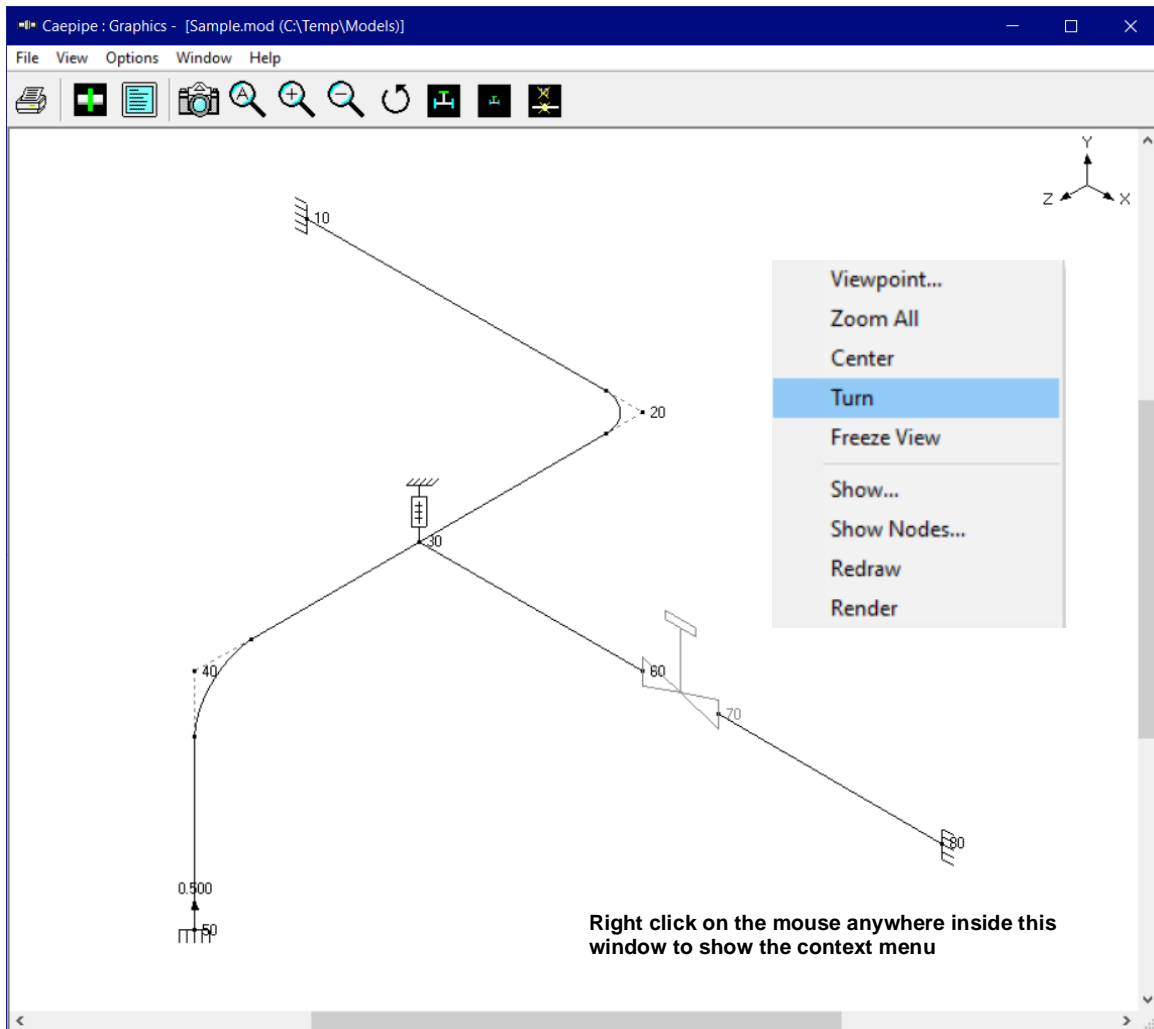 Caepipe : Graphics - [Sample.mod (C:\Temp\Models)]
File View Options Window Help
A
Y
Z
X
10
20
30
40
60
70
80
0.500
50
Viewpoint...
Zoom All
Center
Turn
Freeze View
Show...
Show Nodes...
Redraw
Render
Right click on the mouse anywhere inside this
window to show the context menu